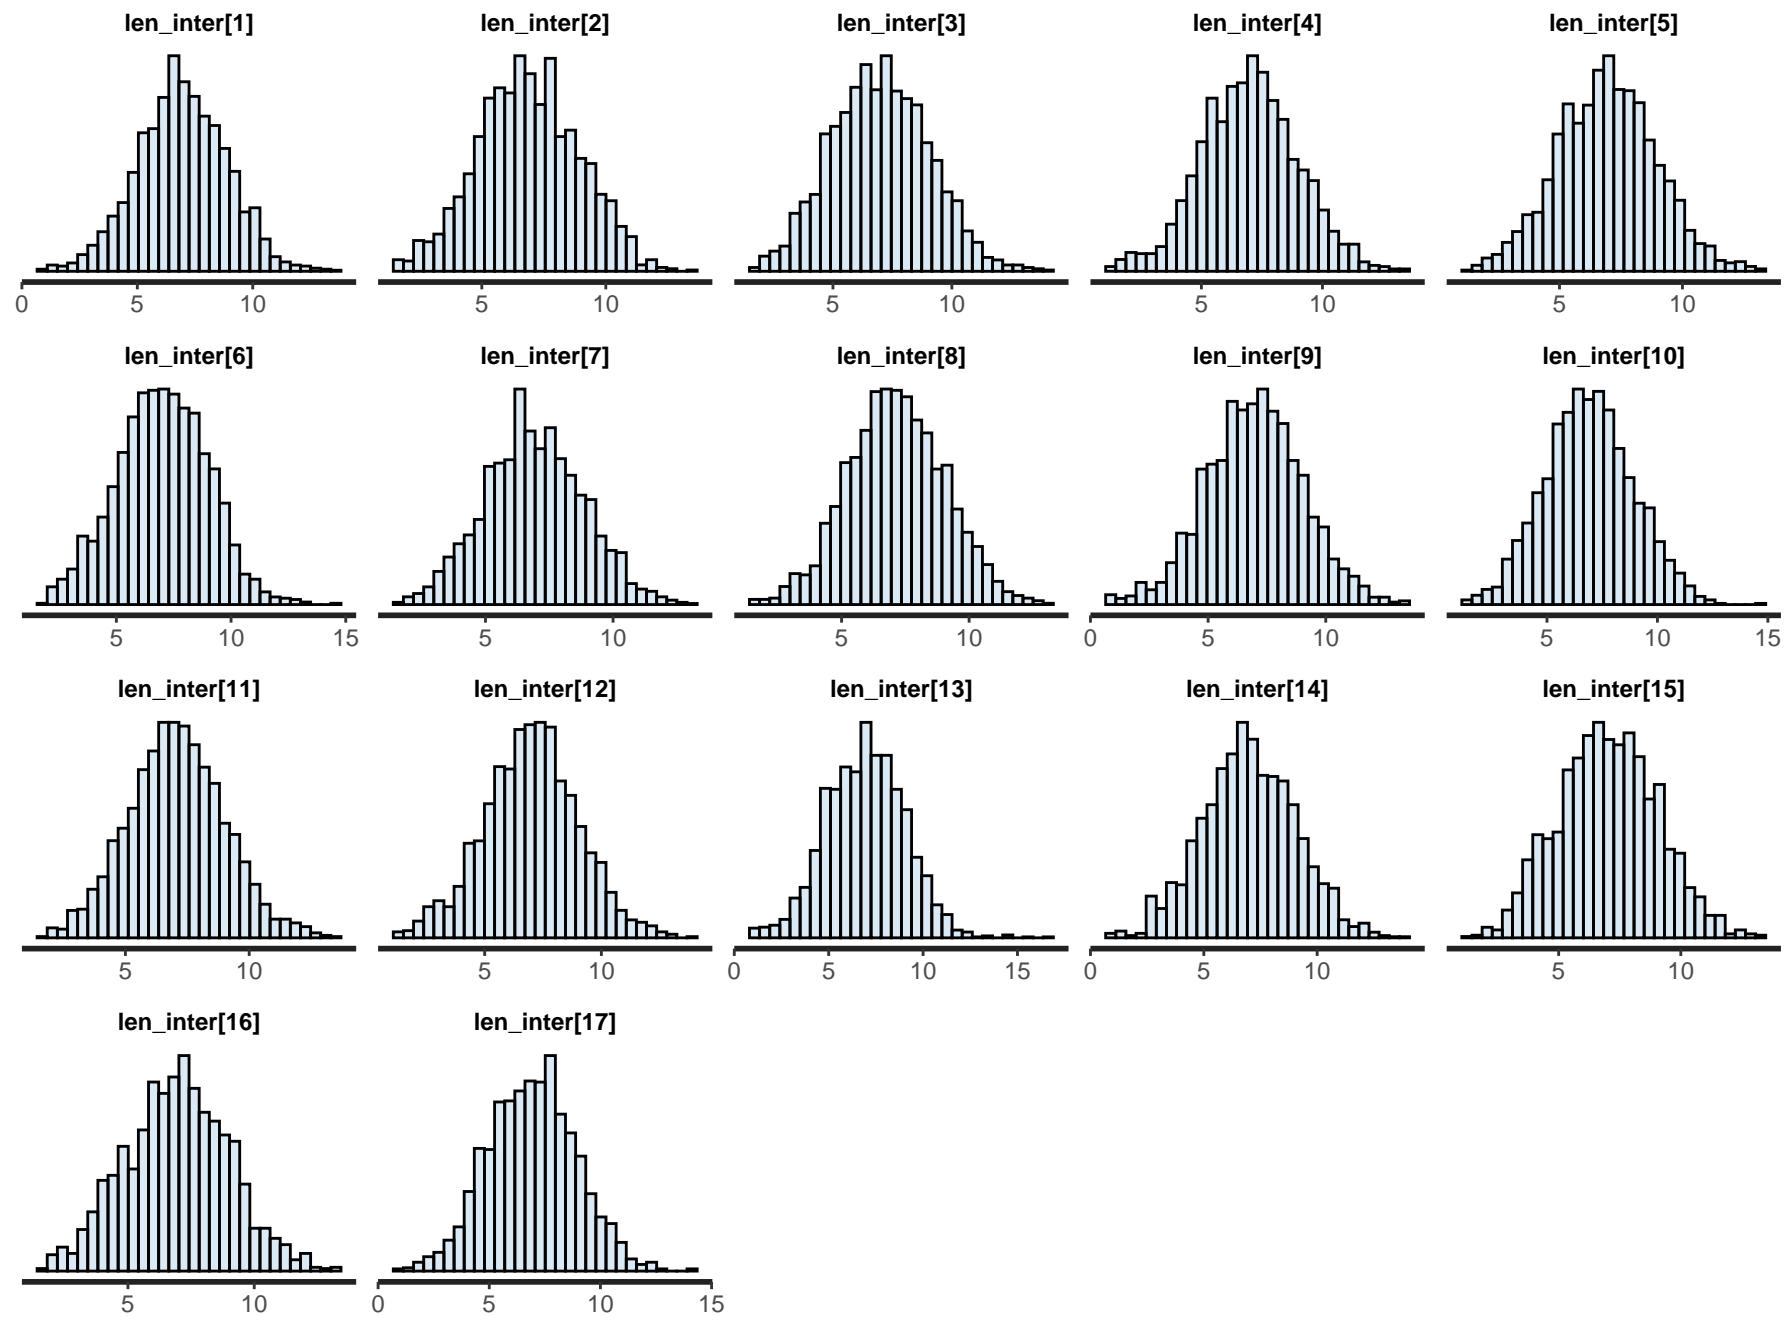 len_inter[1] len_inter[2] len_inter[3] len_inter[4] len_inter[5]
0 5 10 5 10 5 10 5 10 5 10
len_inter[6] len_inter[7] len_inter[8] len_inter[9] len_inter[10]
5 10 15 5 10 5 10 0 5 10 5 10 15
len_inter[11] len_inter[12] len_inter[13] len_inter[14] len_inter[15]
5 10 5 10 0 5 10 15 0 5 10 5 10
len_inter[16] len_inter[17]
5 10 0 5 10 15